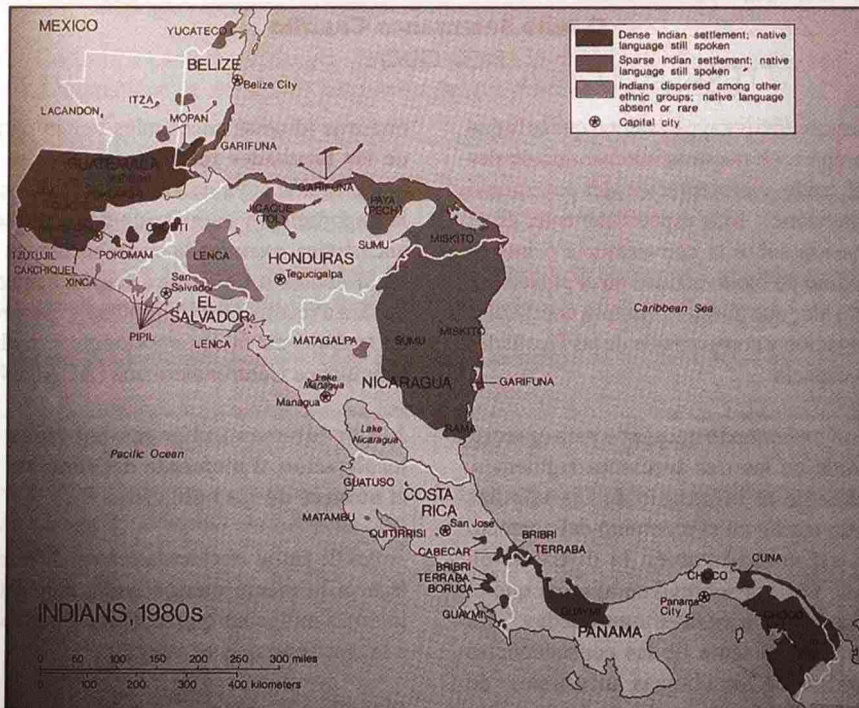 MEXICO
YUCATECO
BELIZE
Belize City
ITZA
LACANDON
MOPAN
GARIFUNA
GUATEMALA
GARIFUNA
JICAQUE
(TOL)
PAYA
(PECH)
SUMU
MISKITO
CHORTI
LENCA
HONDURAS
Tegucigalpa
TZUTUJIL
CAKCHIQUEL
POKOMAM
XINCA
San
Salvador
EL
SALVADOR
PIPIL
LENCA
MATAGALPA
SUMU
MISKITO
NICARAGUA
GARIFUNA
Lake
Managua
Managua
Lake
Nicaragua
RAMA
Caribbean Sea
Pacific Ocean
GUATUSO
COSTA
RICA
MATAMBU
San José
QUITIRRISI
CABECAR
BRIBRI
TERRABA
BRIBRI
TERRABA
BORUCA
GUAYMI
GUAYMI
PANAMA
CHOCO
CUNA
Panama
City
CHOCO
Dense Indian settlement; native
language still spoken
Sparse Indian settlement; native
language still spoken
Indians dispersed among other
ethnic groups; native language
absent or rare
Capital city
INDIANS, 1980s
0 50 100 150 200 250 300 miles
0 100 200 300 400 kilometers